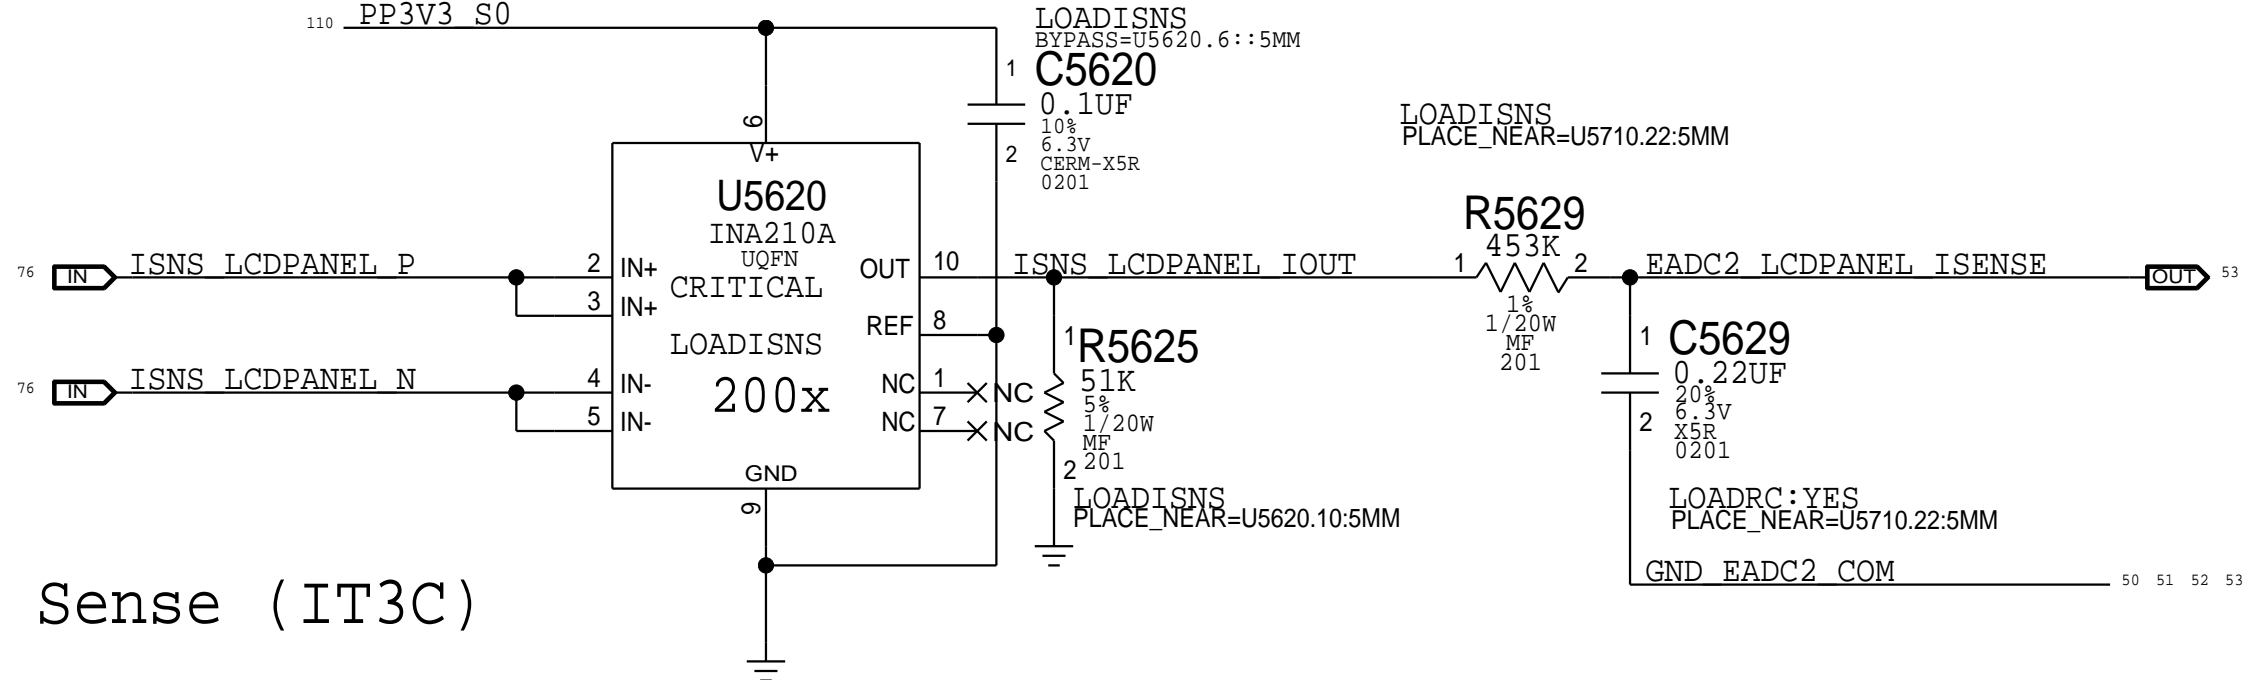 110 PP3V3_S0
LOADISNS
BYPASS=U5620.6::5MM
1 C5620
0.1UF
10%
6.3V
2 CERM-X5R
0201
LOADISNS
PLACE_NEAR=U5710.22:5MM
6
V+
U5620
INA210A
UQFN
CRITICAL
LOADISNS
200x
76 IN ISNS_LCDPANEL_P 2 IN+
3 IN+
76 IN ISNS_LCDPANEL_N 4 IN-
5 IN-
OUT 10 ISNS_LCDPANEL_IOUT
REF 8
NC 1 NC
NC 7 NC
GND
9
R5629
453K
1 2
1%
1/20W
MF
201
EADC2_LCDPANEL_ISENSE OUT 53
1 R5625
51K
5%
1/20W
MF
2 201
LOADISNS
PLACE_NEAR=U5620.10:5MM
1 C5629
0.22UF
20%
6.3V
2 X5R
0201
LOADRC:YES
PLACE_NEAR=U5710.22:5MM
GND_EADC2_COM 50 51 52 53
Sense (IT3C)